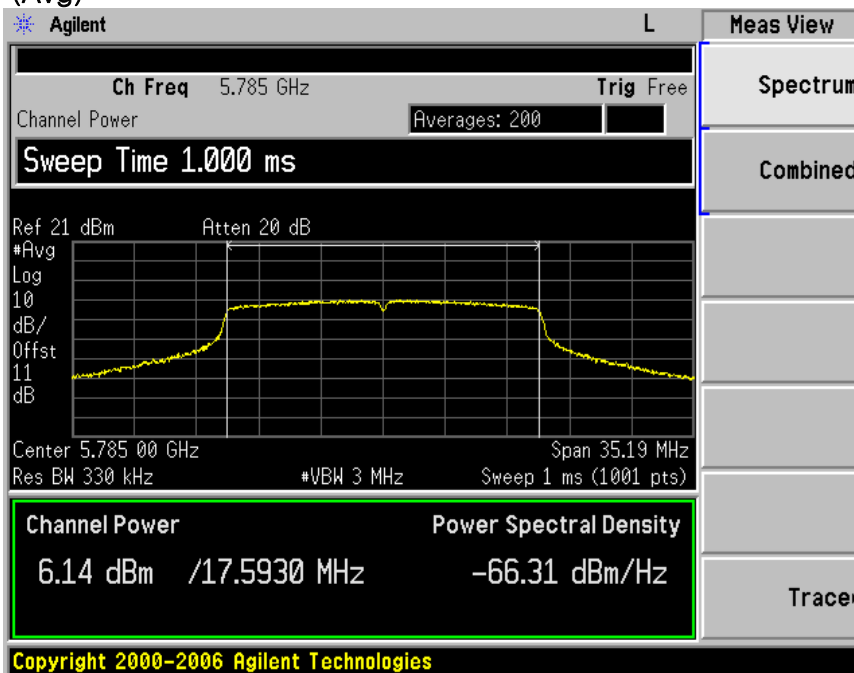 (Avg)
Agilent L Meas View
Ch Freq 5.785 GHz Trig Free
Channel Power Averages: 200
Sweep Time 1.000 ms
Spectrum
Combined
Ref 21 dBm Atten 20 dB
#Avg
Log
10
dB/
Offst
11
dB
Center 5.785 00 GHz Span 35.19 MHz
Res BW 330 kHz #VBW 3 MHz Sweep 1 ms (1001 pts)
Channel Power Power Spectral Density
6.14 dBm /17.5930 MHz -66.31 dBm/Hz
Trace
Copyright 2000-2006 Agilent Technologies